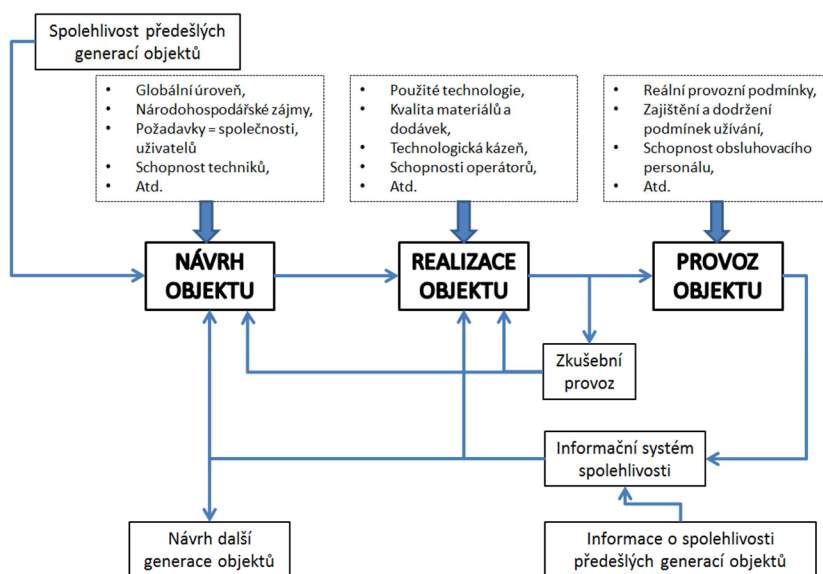 Spolehlivost předešlých
generací objektů
• Globální úroveň,
• Národohospodářské zájmy,
• Požadavky = společnosti,
uživatelů
• Schopnost techniků,
• Atd.
• Použité technologie,
• Kvalita materiálů a
dodávek,
• Technologická kázeň,
• Schopnosti operátorů,
• Atd.
• Reální provozní podmínky,
• Zajištění a dodržení
podmínek užívání,
• Schopnost obsluhovacího
personálu,
• Atd.
NÁVRH
OBJEKTU
REALIZACE
OBJEKTU
PROVOZ
OBJEKTU
Zkušební
provoz
Informační systém
spolehlivosti
Návrh další
generace objektů
Informace o spolehlivosti
předešlých generací objektů